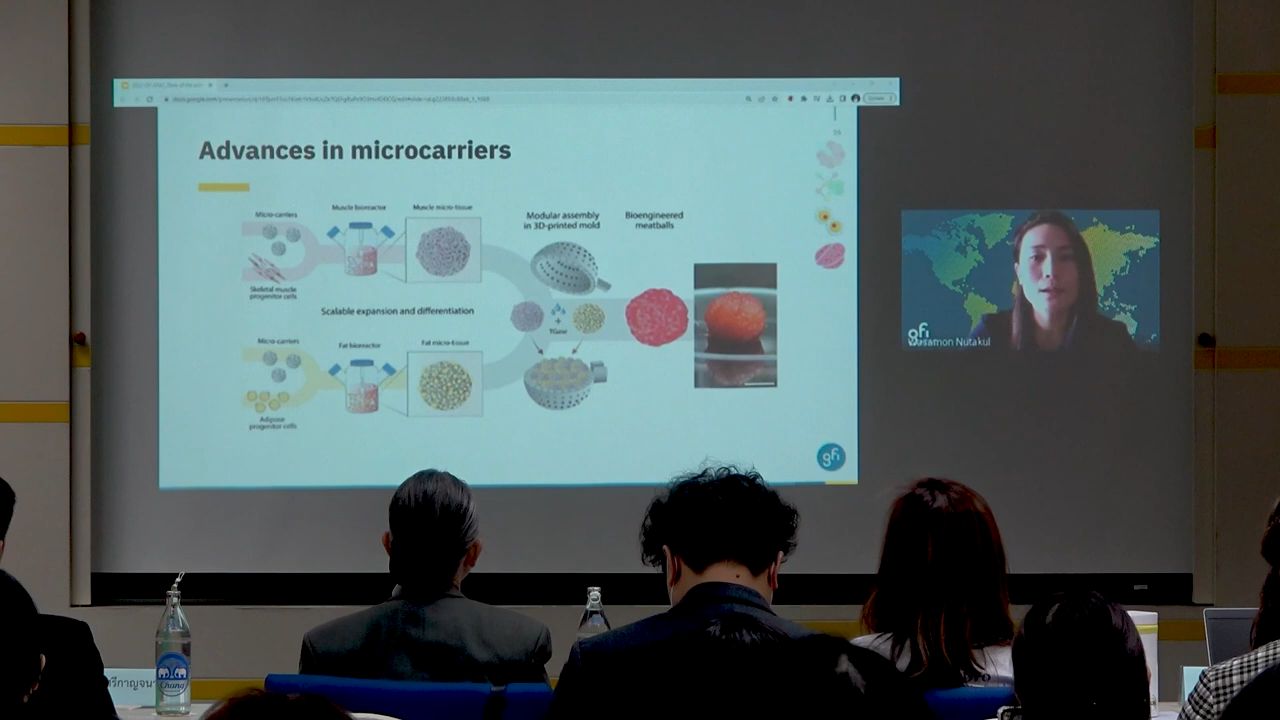 Advances in microcarriers
Micro-carriers
Muscle bioreactor
Muscle micro-tissue
Modular assembly
in 3D-printed mold
Bioengineered
meatballs
Skeletal muscle
progenitor cells
Scalable expansion and differentiation
TGase
Micro-carriers
Fat bioreactor
Fat micro-tissue
Adipose
progenitor cells
gfi
gfi
Nutakul
Chang